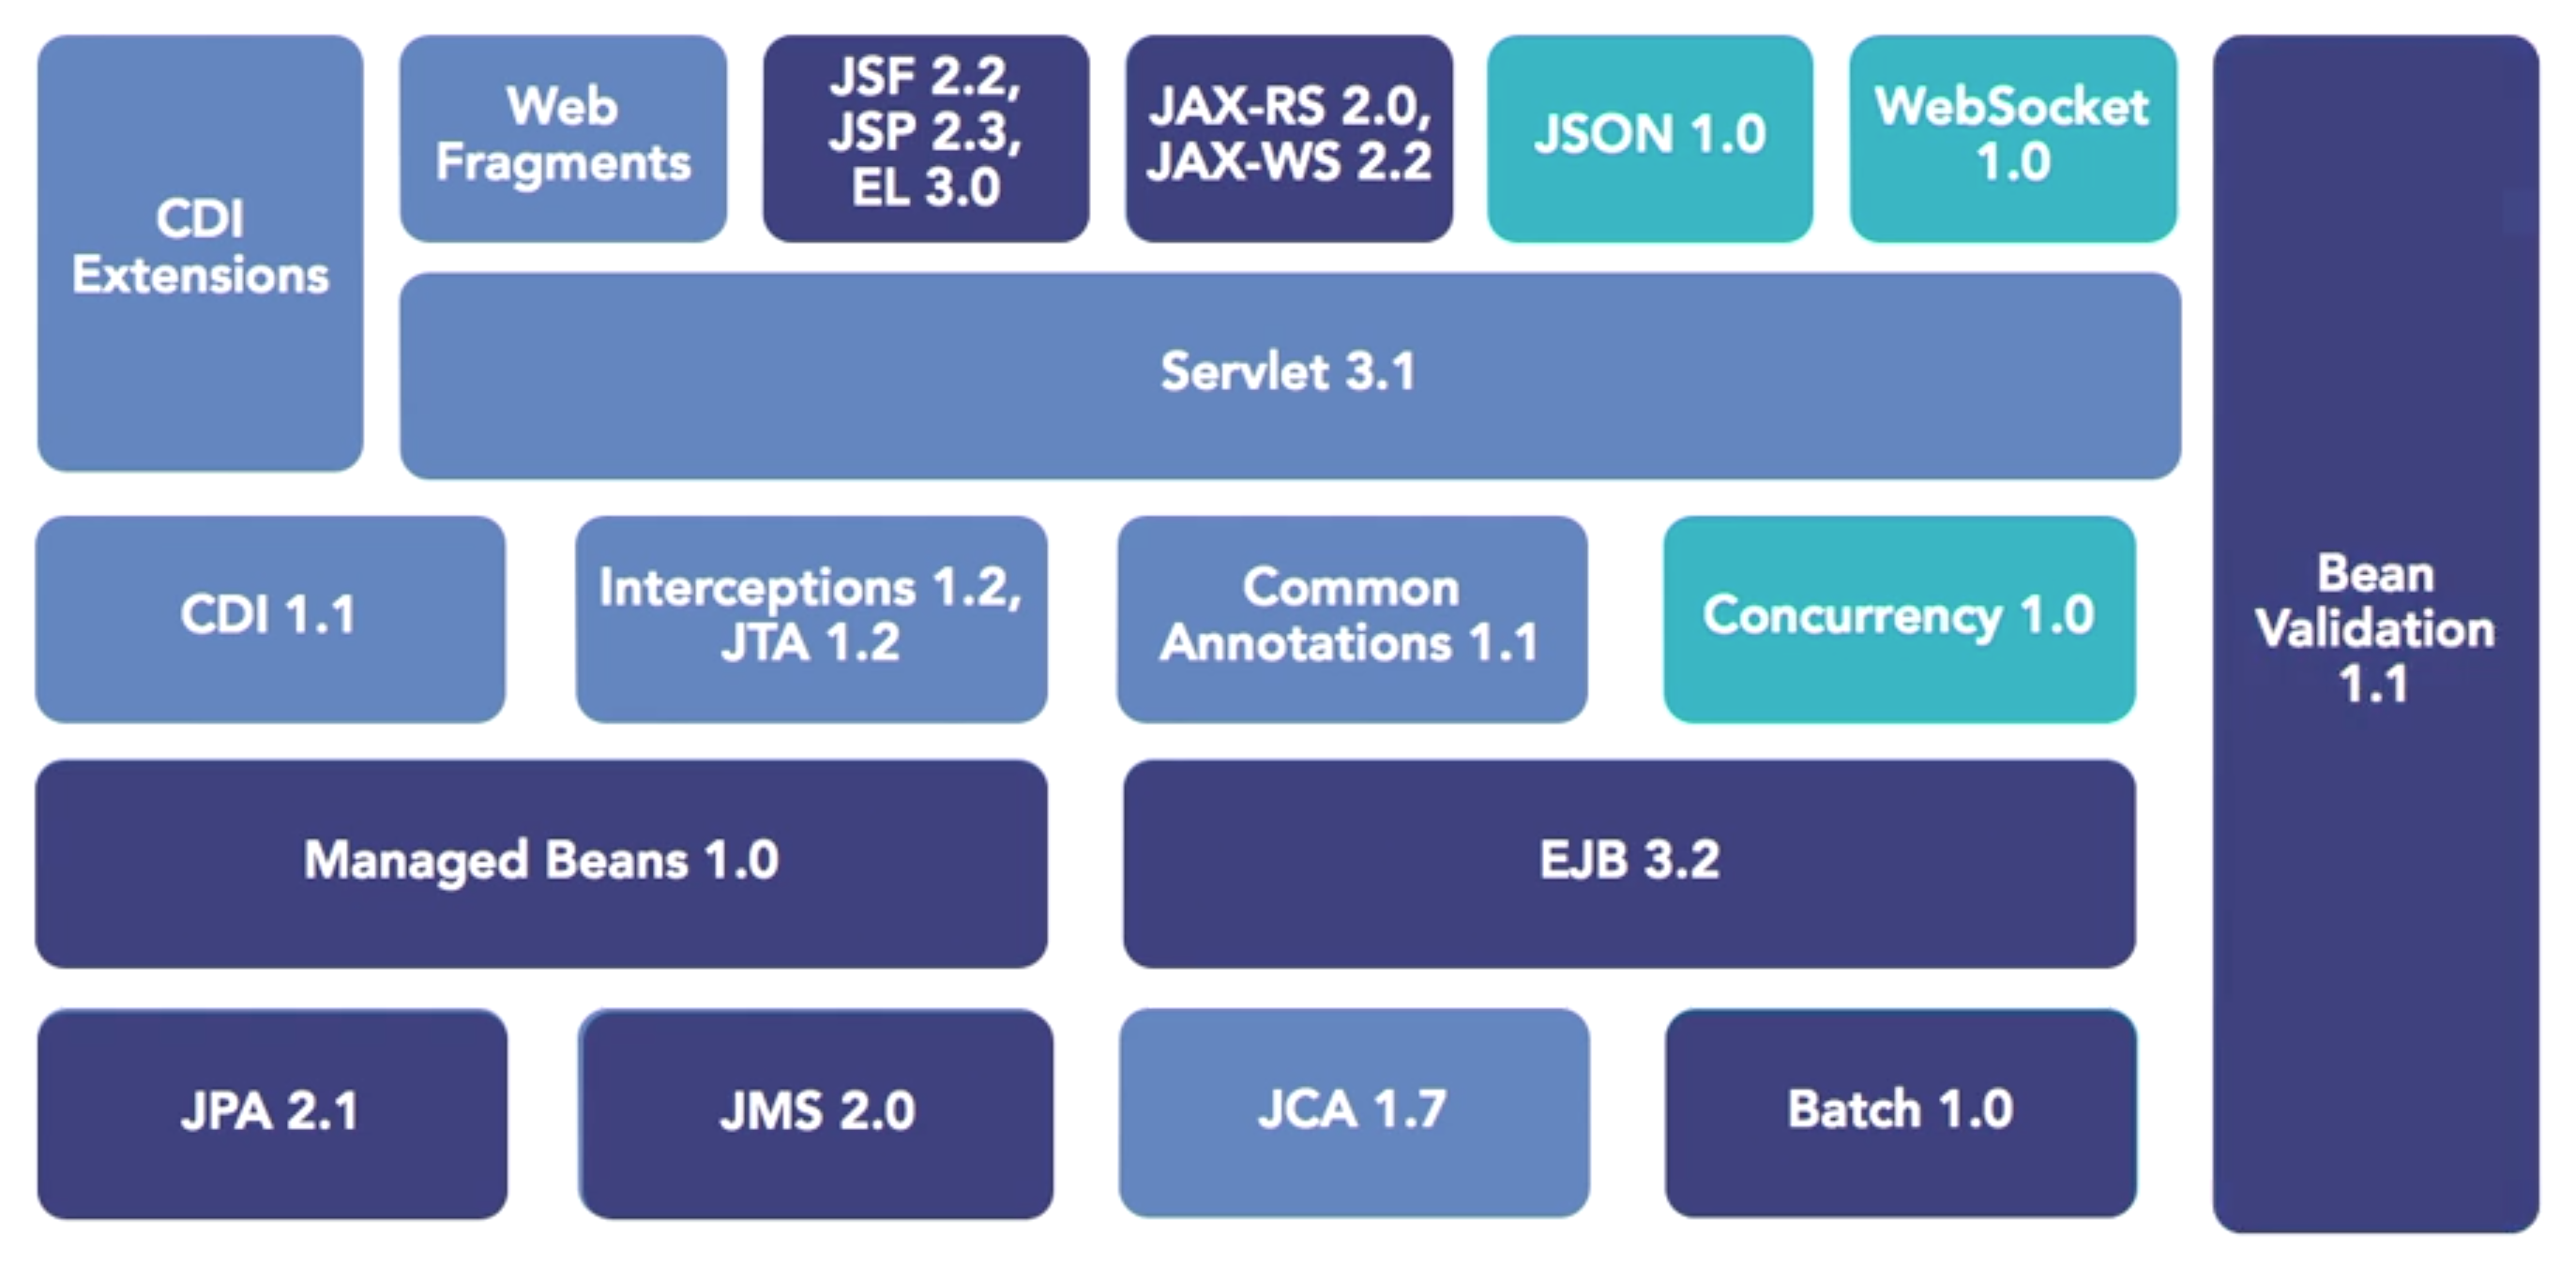 CDI
Extensions
Web
Fragments
JSF 2.2,
JSP 2.3,
EL 3.0
JAX-RS 2.0,
JAX-WS 2.2
JSON 1.0
WebSocket
1.0
Servlet 3.1
CDI 1.1
Interceptions 1.2,
JTA 1.2
Common
Annotations 1.1
Concurrency 1.0
Managed Beans 1.0
EJB 3.2
JPA 2.1
JMS 2.0
JCA 1.7
Batch 1.0
Bean
Validation
1.1